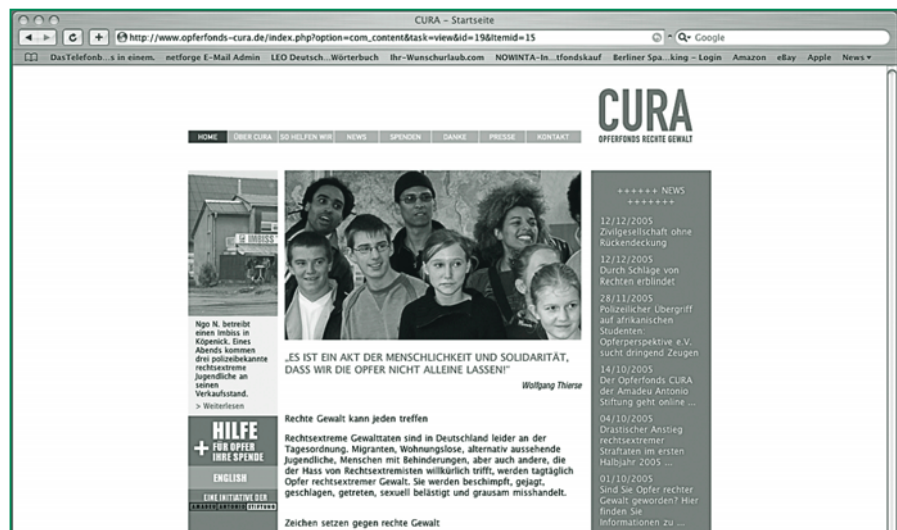 CURA – Startseite
http://www.opferfonds-cura.de/index.php?option=com_content&task=view&id=19&Itemid=15
Google
DasTelefonb...s in einem.
netforge E-Mail Admin
LEO Deutsch...Wörterbuch
Ihr-Wunschurlaub.com
NOWINTA-In...tfondskauf
Berliner Spa...king – Login
Amazon
eBay
Apple
News
CURA
OPFERFONDS RECHTE GEWALT
HOME
ÜBER CURA
SO HELFEN WIR
NEWS
SPENDEN
DANKE
PRESSE
KONTAKT
IMBISS
Ngo N. betreibt
einen Imbiss in
Köpenick. Eines
Abends kommen
drei polizeibekannte
rechtsextreme
Jugendliche an
seinen
Verkaufsstand.
> Weiterlesen
HILFE
+ FÜR OPFER
IHRE SPENDE
ENGLISH
EINE INITIATIVE DER
AMADEU ANTONIO STIFTUNG
„ES IST EIN AKT DER MENSCHLICHKEIT UND SOLIDARITÄT,
DASS WIR DIE OPFER NICHT ALLEINE LASSEN!"
Wolfgang Thierse
Rechte Gewalt kann jeden treffen
Rechtsextreme Gewalttaten sind in Deutschland leider an der
Tagesordnung. Migranten, Wohnungslose, alternativ aussehende
Jugendliche, Menschen mit Behinderungen, aber auch andere, die
der Hass von Rechtsextremisten willkürlich trifft, werden tagtäglich
Opfer rechtsextremer Gewalt. Sie werden beschimpft, gejagt,
geschlagen, getreten, sexuell belästigt und grausam misshandelt.
Zeichen setzen gegen rechte Gewalt
++++++ NEWS
+++++++
12/12/2005
Zivilgesellschaft ohne
Rückendeckung
12/12/2005
Durch Schläge von
Rechten erblindet
28/11/2005
Polizeilicher Übergriff
auf afrikanischen
Studenten:
Opferperspektive e.V.
sucht dringend Zeugen
14/10/2005
Der Opferfonds CURA
der Amadeu Antonio
Stiftung geht online ...
04/10/2005
Drastischer Anstieg
rechtsextremer
Straftaten im ersten
Halbjahr 2005 ...
01/10/2005
Sind Sie Opfer rechter
Gewalt geworden? Hier
finden Sie
Informationen zu ...